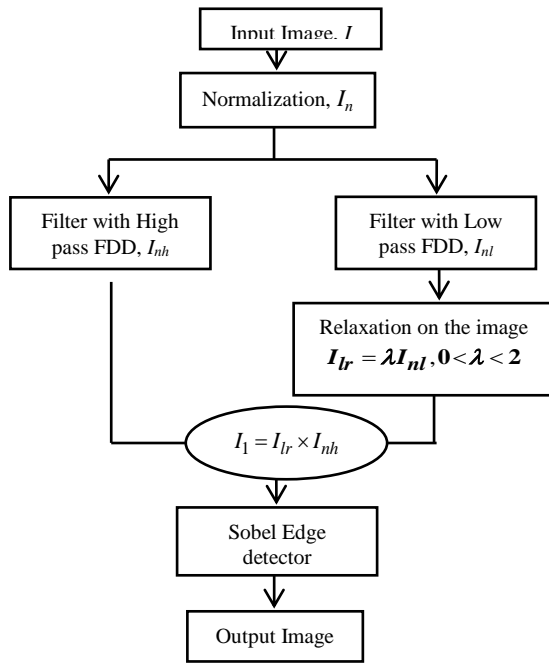 Input Image, I
Normalization, Iₙ
Filter with High
pass FDD, Iₙₕ
Filter with Low
pass FDD, Iₙₗ
Relaxation on the image
Iₗᵣ = λIₙₗ, 0 < λ < 2
I₁ = Iₗᵣ × Iₙₕ
Sobel Edge
detector
Output Image